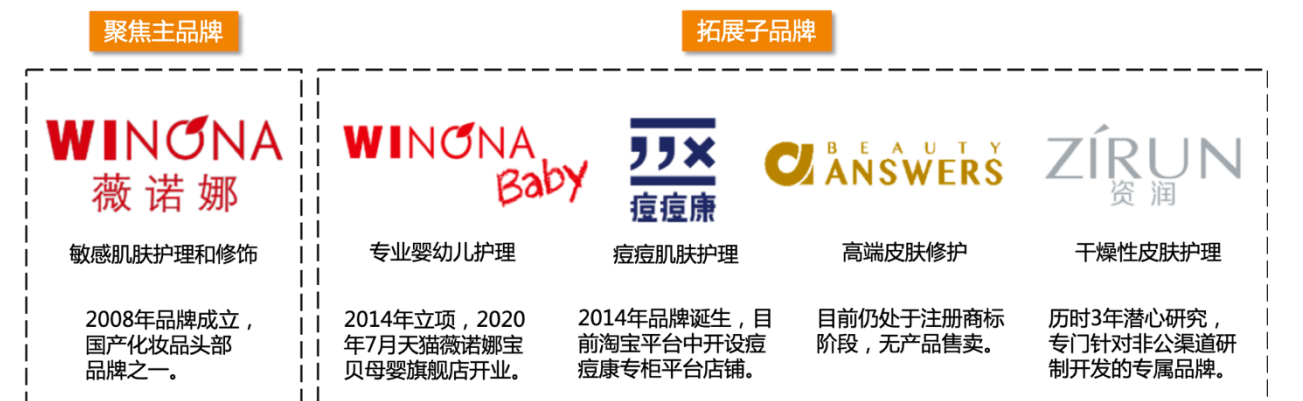 聚焦主品牌
拓展子品牌
WINONA
薇诺娜
敏感肌肤护理和修饰
2008年品牌成立，
国产化妆品头部
品牌之一。
WINONA
Baby
专业婴幼儿护理
2014年立项，2020
年7月天猫薇诺娜宝
贝母婴旗舰店开业。
痘痘康
痘痘肌肤护理
2014年品牌诞生，目
前淘宝平台中开设痘
痘康专柜平台店铺。
BEAUTY
ANSWERS
高端皮肤修护
目前仍处于注册商标
阶段，无产品售卖。
ZÍRUN
资润
干燥性皮肤护理
历时3年潜心研究，
专门针对非公渠道研
制开发的专属品牌。